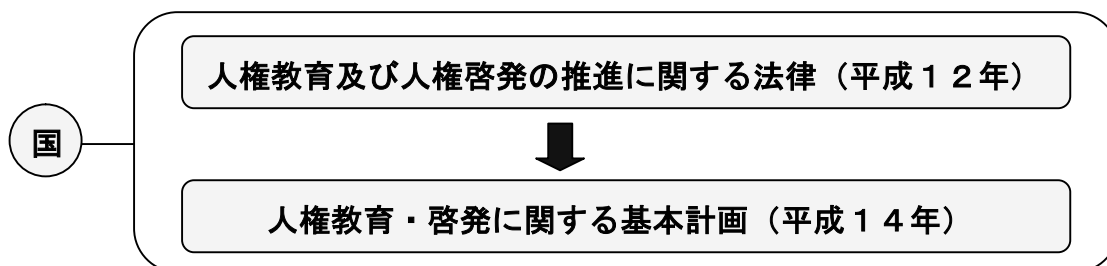 人権教育及び人権啓発の推進に関する法律（平成１２年）
国
人権教育・啓発に関する基本計画（平成１４年）